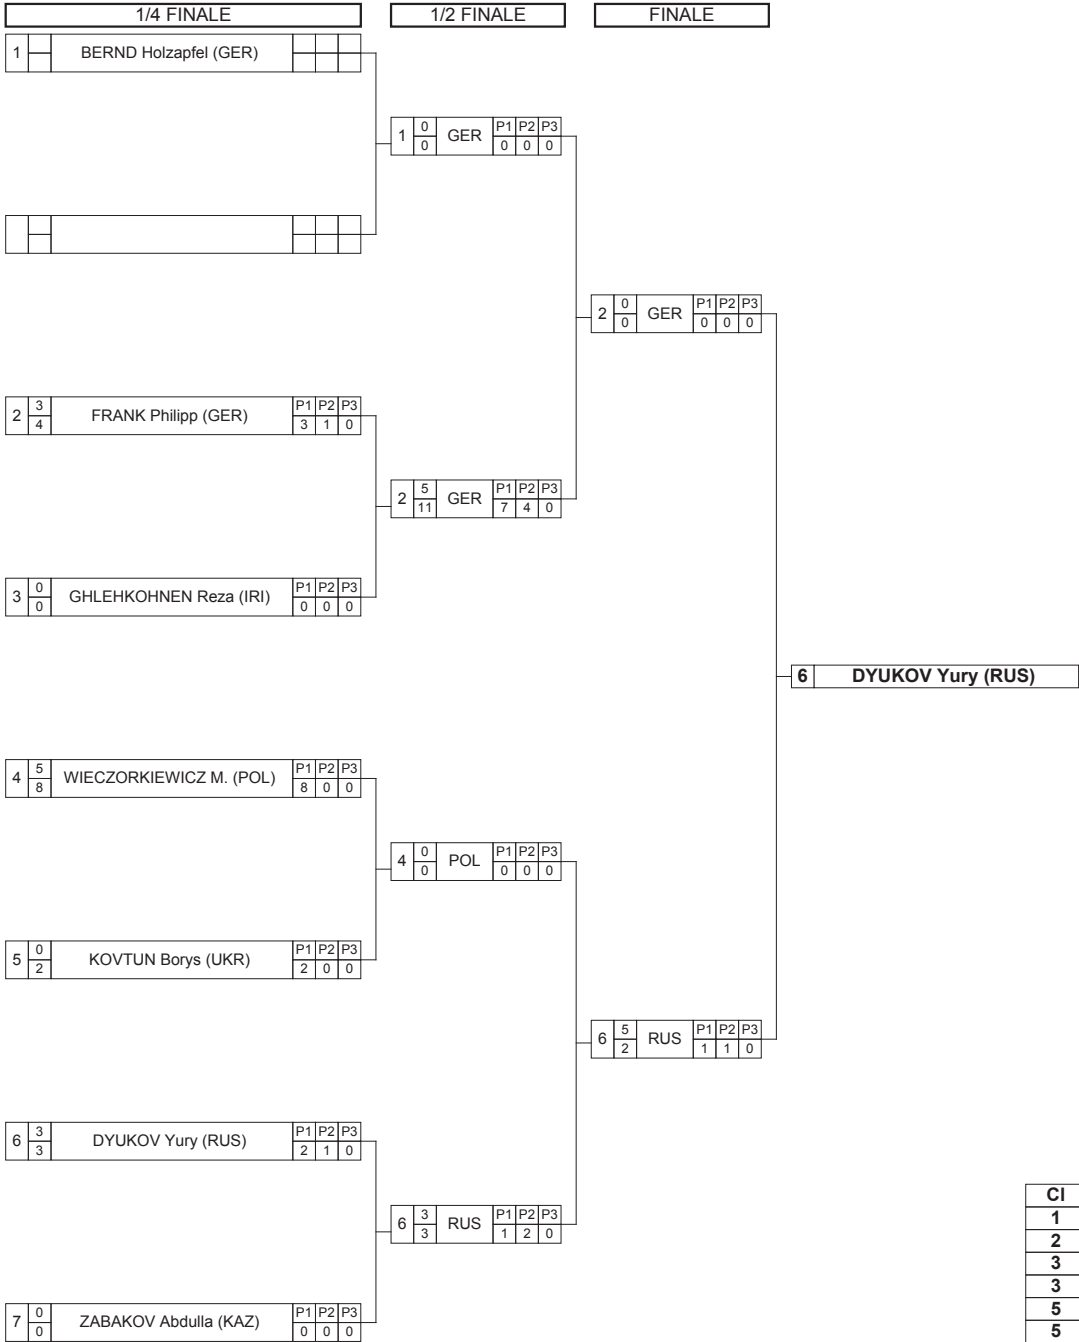 1/4 FINALE 1/2 FINALE FINALE
1 BERND Holzapfel (GER)
0 P1 P2 P3
1 GER
0 0 0 0
0 P1 P2 P3
2 GER
0 0 0 0
3 P1 P2 P3
2 FRANK Philipp (GER)
4 3 1 0
5 P1 P2 P3
2 GER
11 7 4 0
0 P1 P2 P3
3 GHLEHKOHNEN Reza (IRI)
0 0 0 0
6 DYUKOV Yury (RUS)
5 P1 P2 P3
4 WIECZORKIEWICZ M. (POL)
8 8 0 0
0 P1 P2 P3
4 POL
0 0 0 0
0 P1 P2 P3
5 KOVTUN Borys (UKR)
2 2 0 0
5 P1 P2 P3
6 RUS
2 1 1 0
3 P1 P2 P3
6 DYUKOV Yury (RUS)
3 2 1 0
3 P1 P2 P3
6 RUS
3 1 2 0
Cl
1
2
3
3
5
5
0 P1 P2 P3
7 ZABAKOV Abdulla (KAZ)
0 0 0 0